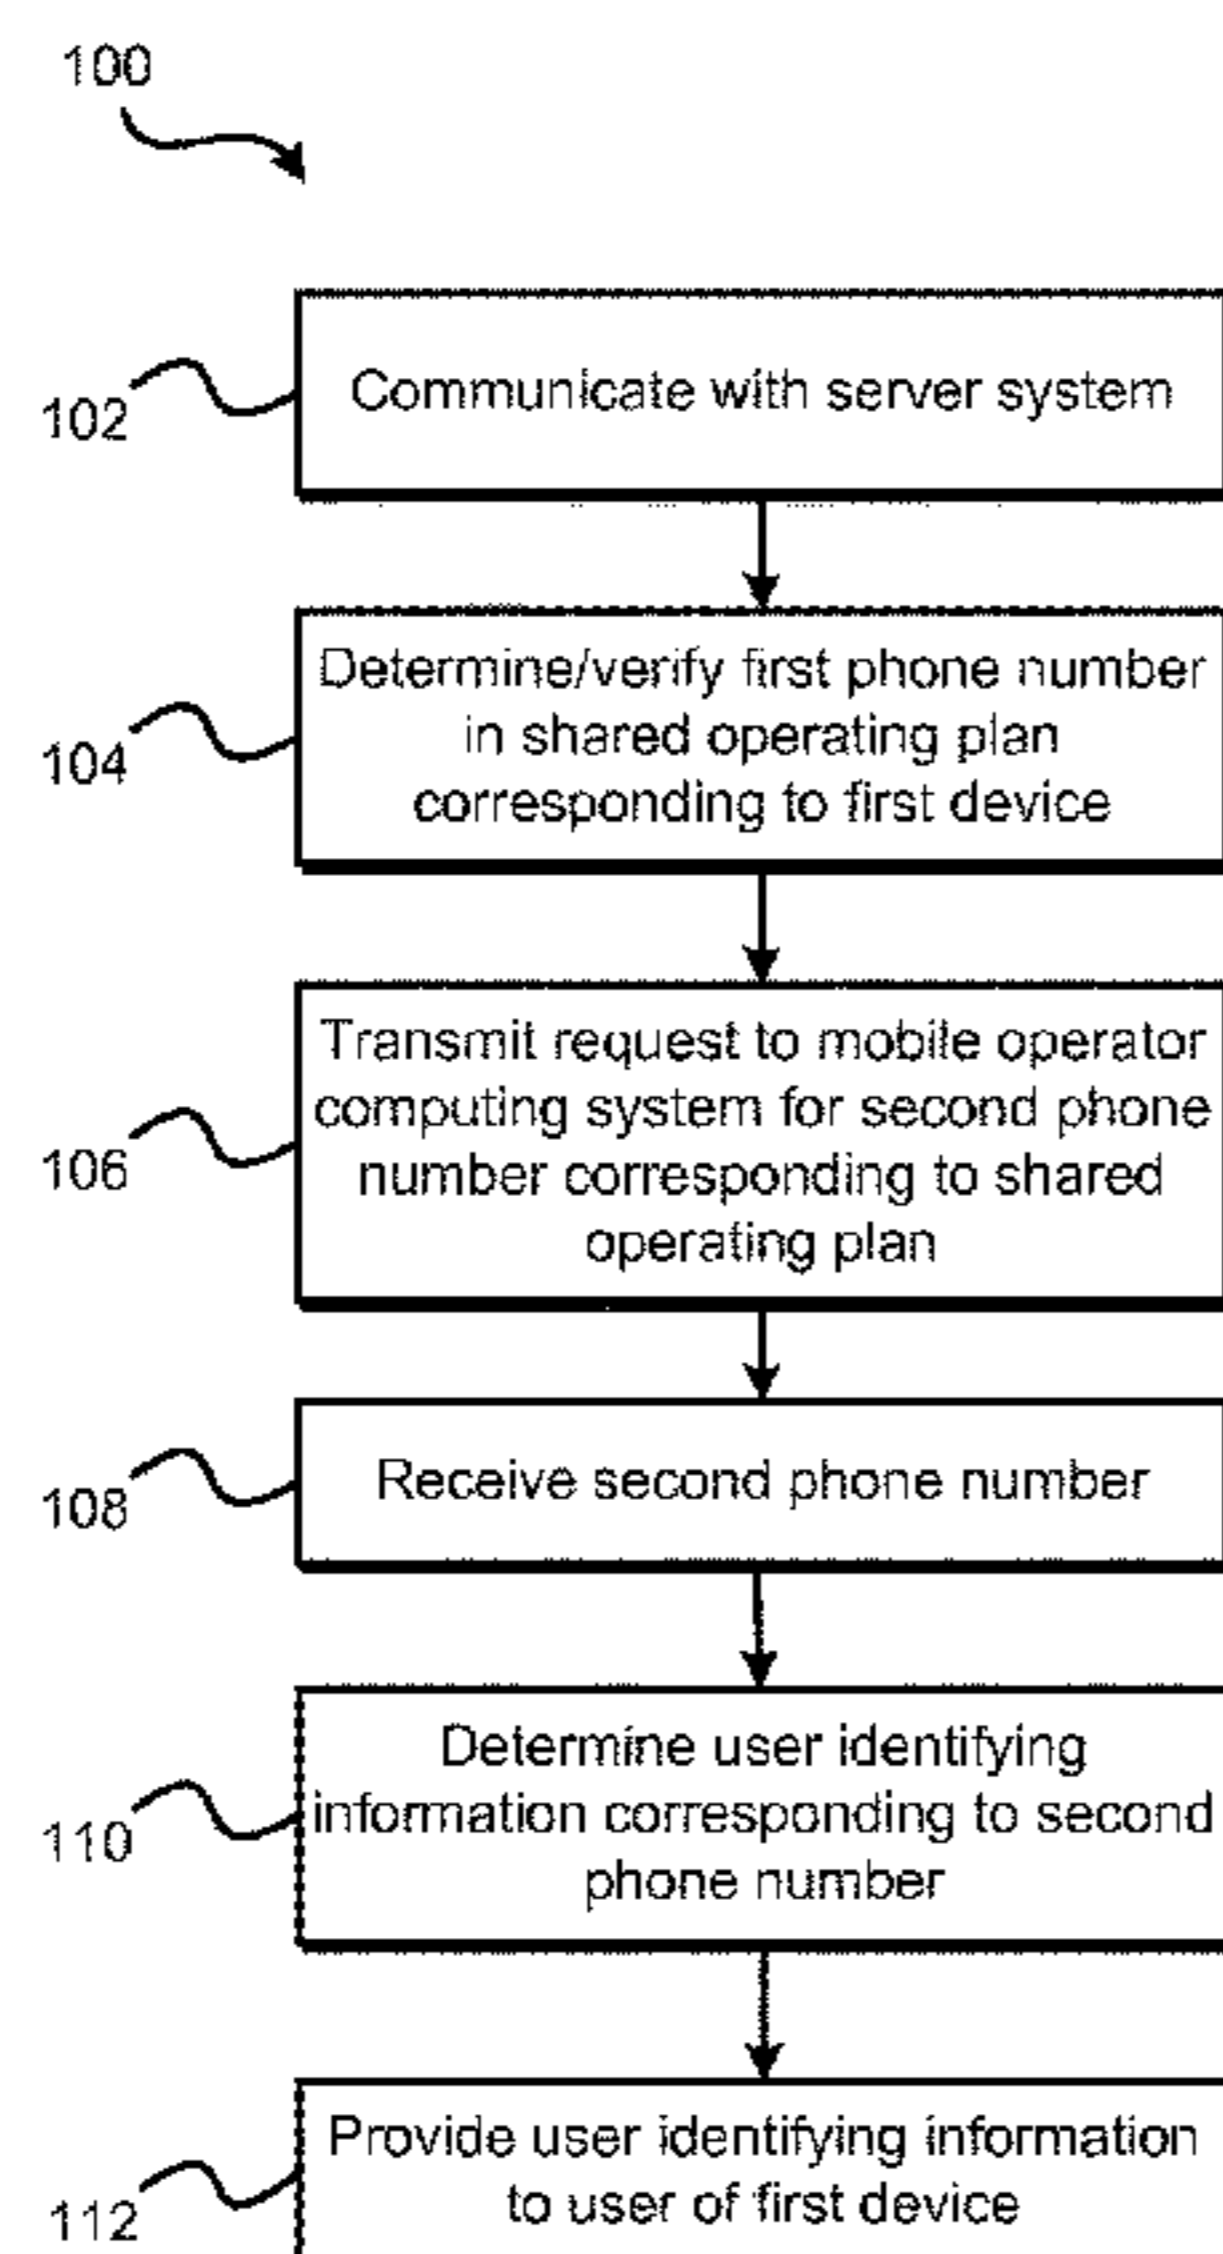 100
102
Communicate with server system
104
Determine/verify first phone number
in shared operating plan
corresponding to first device
106
Transmit request to mobile operator
computing system for second phone
number corresponding to shared
operating plan
108
Receive second phone number
110
Determine user identifying
information corresponding to second
phone number
112
Provide user identifying information
to user of first device